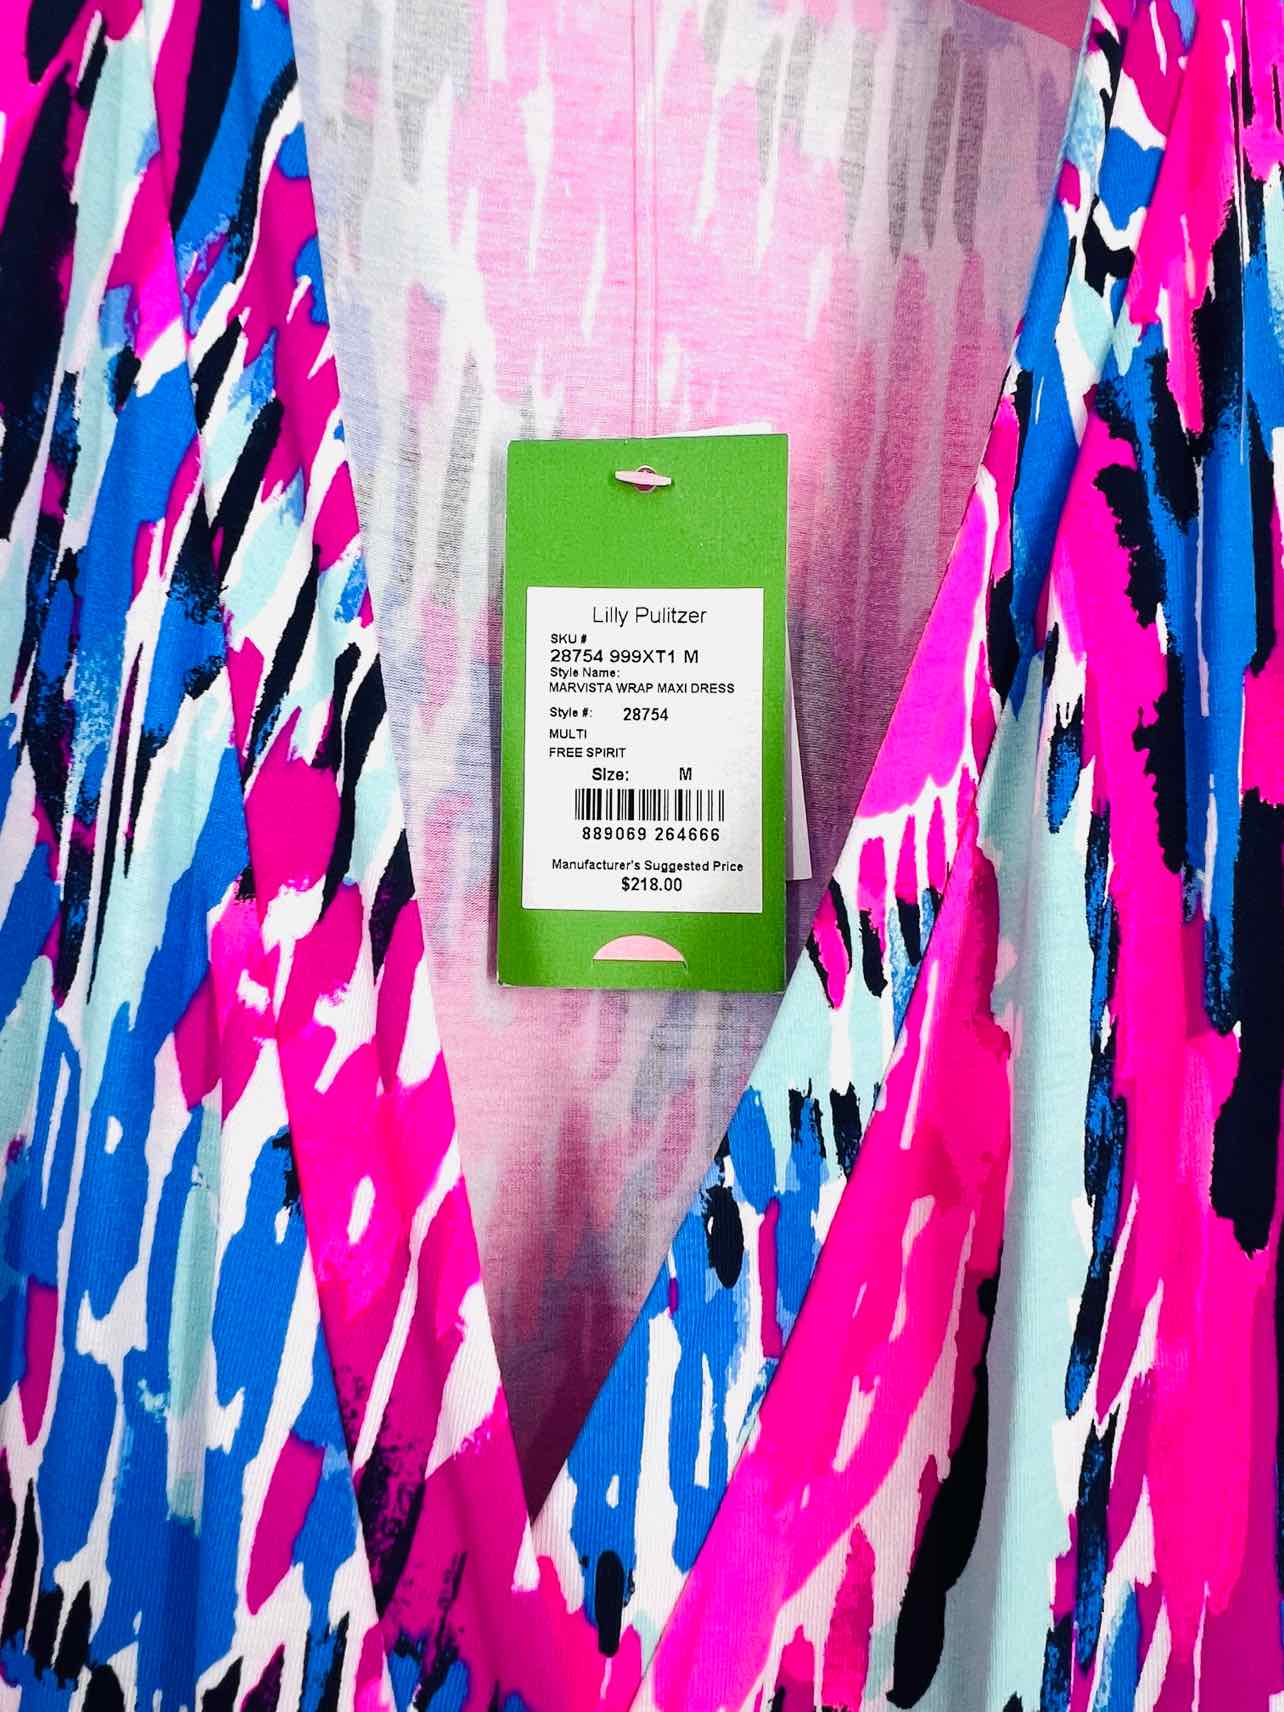 Lilly Pulitzer
SKU #
28754 999XT1 M
Style Name:
MARVISTA WRAP MAXI DRESS
Style #: 28754
MULTI
FREE SPIRIT
Size: M
889069 264666
Manufacturer's Suggested Price
$218.00